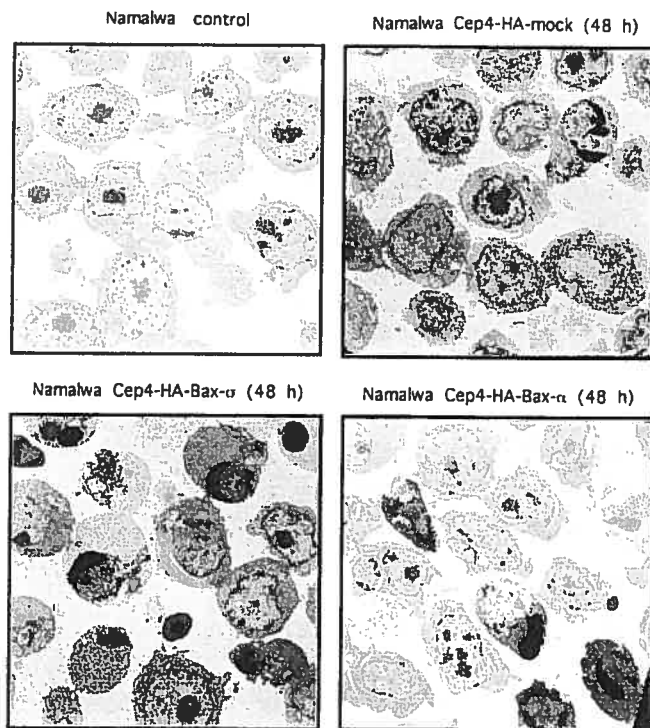 Namalwa control
Namalwa Cep4-HA-mock (48 h)
Namalwa Cep4-HA-Bax-σ (48 h)
Namalwa Cep4-HA-Bax-α (48 h)